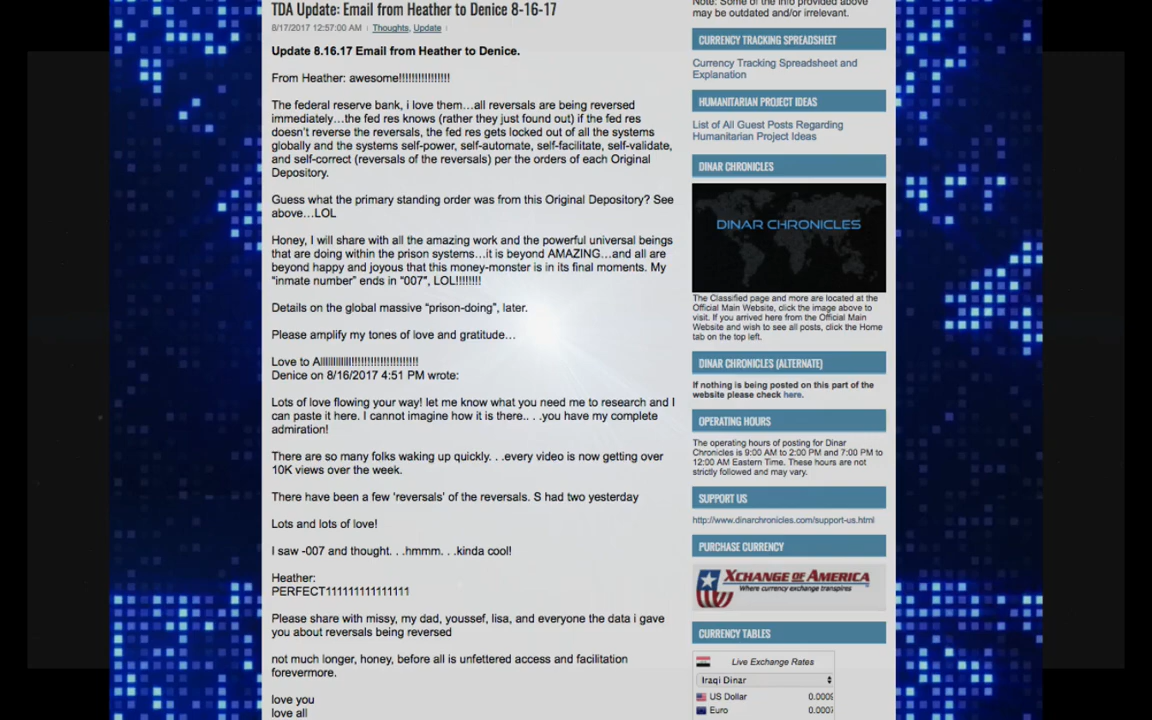 TDA Update: Email from Heather to Denice 8-16-17
8/17/2017 12:57:00 AM
Thoughts, Update
Update 8.16.17 Email from Heather to Denice.
From Heather: awesome!!!!!!!!!!!!!!!!
The federal reserve bank, i love them…all reversals are being reversed
immediately…the fed res knows (rather they just found out) if the fed res
doesn't reverse the reversals, the fed res gets locked out of all the systems
globally and the systems self-power, self-automate, self-facilitate, self-validate,
and self-correct (reversals of the reversals) per the orders of each Original
Depository.
Guess what the primary standing order was from this Original Depository? See
above…LOL
Honey, I will share with all the amazing work and the powerful universal beings
that are doing within the prison systems…it is beyond AMAZING…and all are
beyond happy and joyous that this money-monster is in its final moments. My
"inmate number" ends in "007", LOL!!!!!!!!
Details on the global massive "prison-doing", later.
Please amplify my tones of love and gratitude…
Love to Allllllllllll!!!!!!!!!!!!!!!!!!!!!
Denice on 8/16/2017 4:51 PM wrote:
Lots of love flowing your way! let me know what you need me to research and I
can paste it here. I cannot imagine how it is there.. . .you have my complete
admiration!
There are so many folks waking up quickly. . .every video is now getting over
10K views over the week.
There have been a few 'reversals' of the reversals. S had two yesterday
Lots and lots of love!
I saw -007 and thought. . .hmmm. . .kinda cool!
Heather:
PERFECT111111111111111
Please share with missy, my dad, youssef, lisa, and everyone the data i gave
you about reversals being reversed
not much longer, honey, before all is unfettered access and facilitation
forevermore.
love you
love all
Note: Some of the info provided above
may be outdated and/or irrelevant.
CURRENCY TRACKING SPREADSHEET
Currency Tracking Spreadsheet and
Explanation
HUMANITARIAN PROJECT IDEAS
List of All Guest Posts Regarding
Humanitarian Project Ideas
DINAR CHRONICLES
DINAR CHRONICLES
The Classified page and more are located at the
Official Main Website, click the image above to
visit. If you arrived here from the Official Main
Website and wish to see all posts, click the Home
tab on the top left.
DINAR CHRONICLES (ALTERNATE)
If nothing is being posted on this part of the
website please check here.
OPERATING HOURS
The operating hours of posting for Dinar
Chronicles is 9:00 AM to 2:00 PM and 7:00 PM to
12:00 AM Eastern Time. These hours are not
strictly followed and may vary.
SUPPORT US
http://www.dinarchronicles.com/support-us.html
PURCHASE CURRENCY
XCHANGE OF AMERICA
Where currency exchange transpires
CURRENCY TABLES
Live Exchange Rates
Iraqi Dinar
US Dollar
Euro